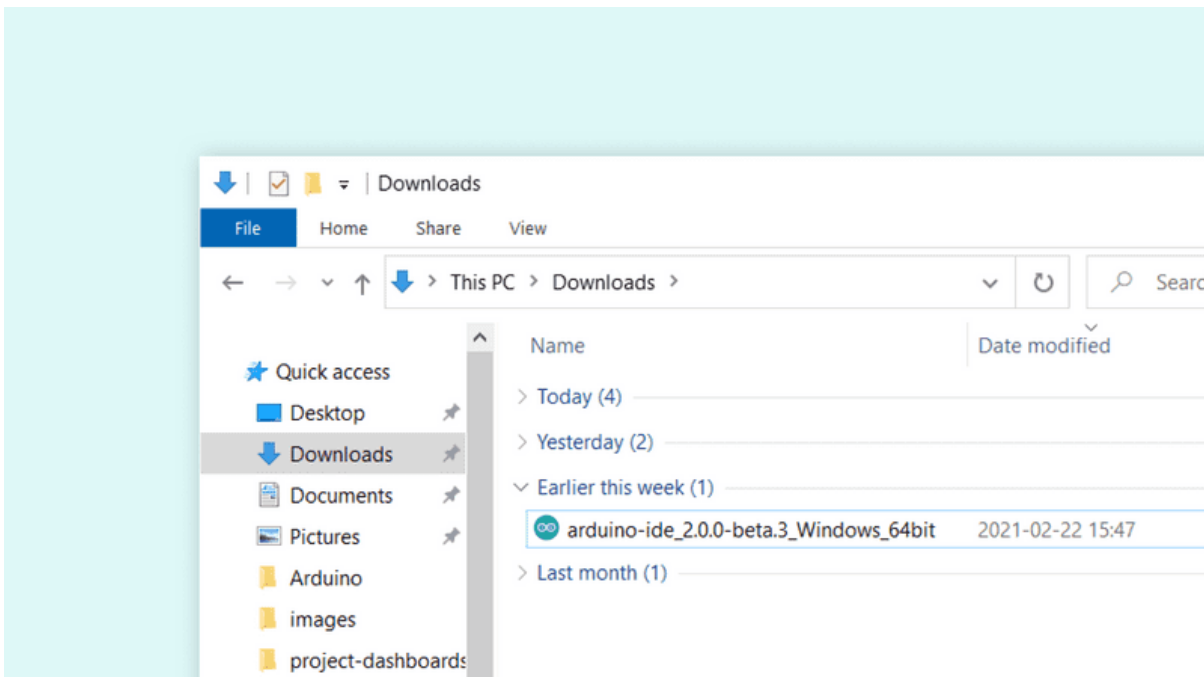 Downloads
File Home Share View
This PC Downloads
Name Date modified
Quick access
Desktop
Downloads
Documents
Pictures
Arduino
images
project-dashboards
Today (4)
Yesterday (2)
Earlier this week (1)
arduino-ide_2.0.0-beta.3_Windows_64bit 2021-02-22 15:47
Last month (1)